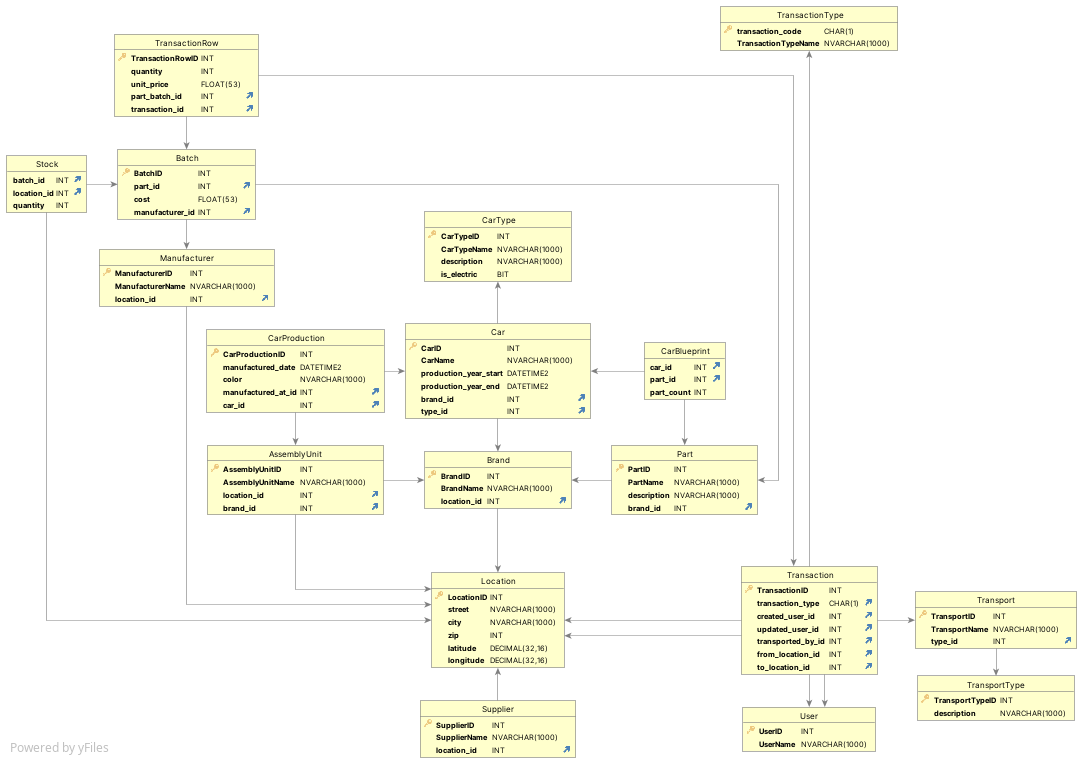 TransactionType
transaction_code CHAR(1)
TransactionTypeName NVARCHAR(1000)
TransactionRow
TransactionRowID INT
quantity INT
unit_price FLOAT(53)
part_batch_id INT
transaction_id INT
Stock
batch_id INT
location_id INT
quantity INT
Batch
BatchID INT
part_id INT
cost FLOAT(53)
manufacturer_id INT
CarType
CarTypeID INT
CarTypeName NVARCHAR(1000)
description NVARCHAR(1000)
is_electric BIT
Manufacturer
ManufacturerID INT
ManufacturerName NVARCHAR(1000)
location_id INT
CarProduction
CarProductionID INT
manufactured_date DATETIME2
color NVARCHAR(1000)
manufactured_at_id INT
car_id INT
Car
CarID INT
CarName NVARCHAR(1000)
production_year_start DATETIME2
production_year_end DATETIME2
brand_id INT
type_id INT
CarBlueprint
car_id INT
part_id INT
part_count INT
AssemblyUnit
AssemblyUnitID INT
AssemblyUnitName NVARCHAR(1000)
location_id INT
brand_id INT
Brand
BrandID INT
BrandName NVARCHAR(1000)
location_id INT
Part
PartID INT
PartName NVARCHAR(1000)
description NVARCHAR(1000)
brand_id INT
Location
LocationID INT
street NVARCHAR(1000)
city NVARCHAR(1000)
zip INT
latitude DECIMAL(32,16)
longitude DECIMAL(32,16)
Transaction
TransactionID INT
transaction_type CHAR(1)
created_user_id INT
updated_user_id INT
transported_by_id INT
from_location_id INT
to_location_id INT
Transport
TransportID INT
TransportName NVARCHAR(1000)
type_id INT
TransportType
TransportTypeID INT
description NVARCHAR(1000)
Supplier
SupplierID INT
SupplierName NVARCHAR(1000)
location_id INT
User
UserID INT
UserName NVARCHAR(1000)
Powered by yFiles